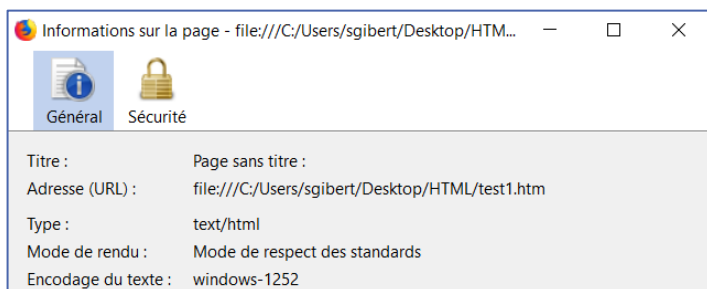 Informations sur la page - file:///C:/Users/sgibert/Desktop/HTM...
Général Sécurité
Titre : Page sans titre :
Adresse (URL) : file:///C:/Users/sgibert/Desktop/HTML/test1.htm
Type : text/html
Mode de rendu : Mode de respect des standards
Encodage du texte : windows-1252